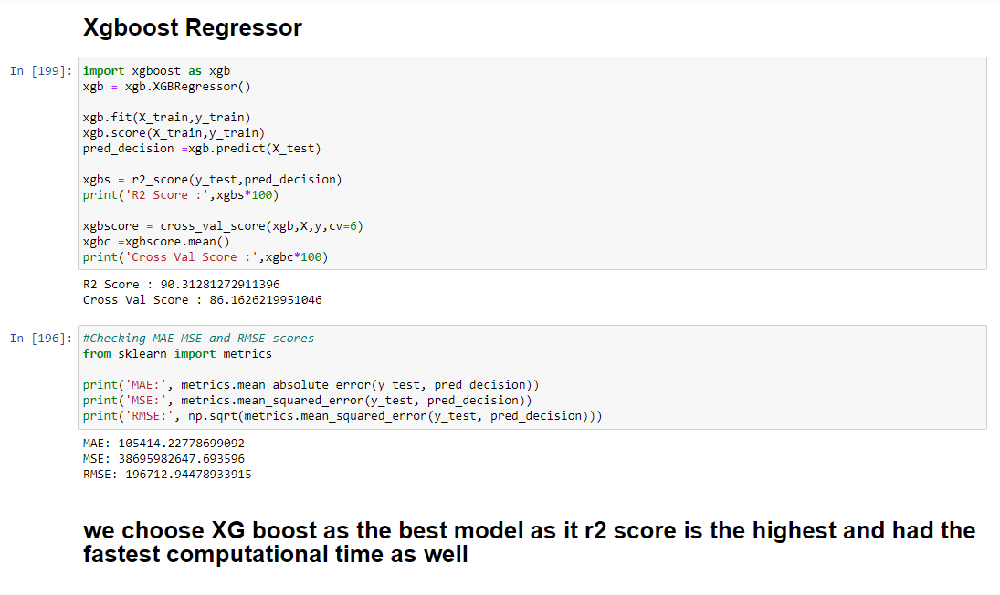 Xgboost Regressor
In [199]:
import xgboost as xgb
xgb = xgb.XGBRegressor()
xgb.fit(X_train,y_train)
xgb.score(X_train,y_train)
pred_decision =xgb.predict(X_test)
xgbs = r2_score(y_test,pred_decision)
print('R2 Score :',xgbs*100)
xgbscore = cross_val_score(xgb,X,y,cv=6)
xgbc =xgbscore.mean()
print('Cross Val Score :',xgbc*100)
R2 Score : 90.31281272911396
Cross Val Score : 86.1626219951046
In [196]:
#Checking MAE MSE and RMSE scores
from sklearn import metrics
print('MAE:', metrics.mean_absolute_error(y_test, pred_decision))
print('MSE:', metrics.mean_squared_error(y_test, pred_decision))
print('RMSE:', np.sqrt(metrics.mean_squared_error(y_test, pred_decision)))
MAE: 105414.22778699092
MSE: 38695982647.693596
RMSE: 196712.94478933915
we choose XG boost as the best model as it r2 score is the highest and had the
fastest computational time as well